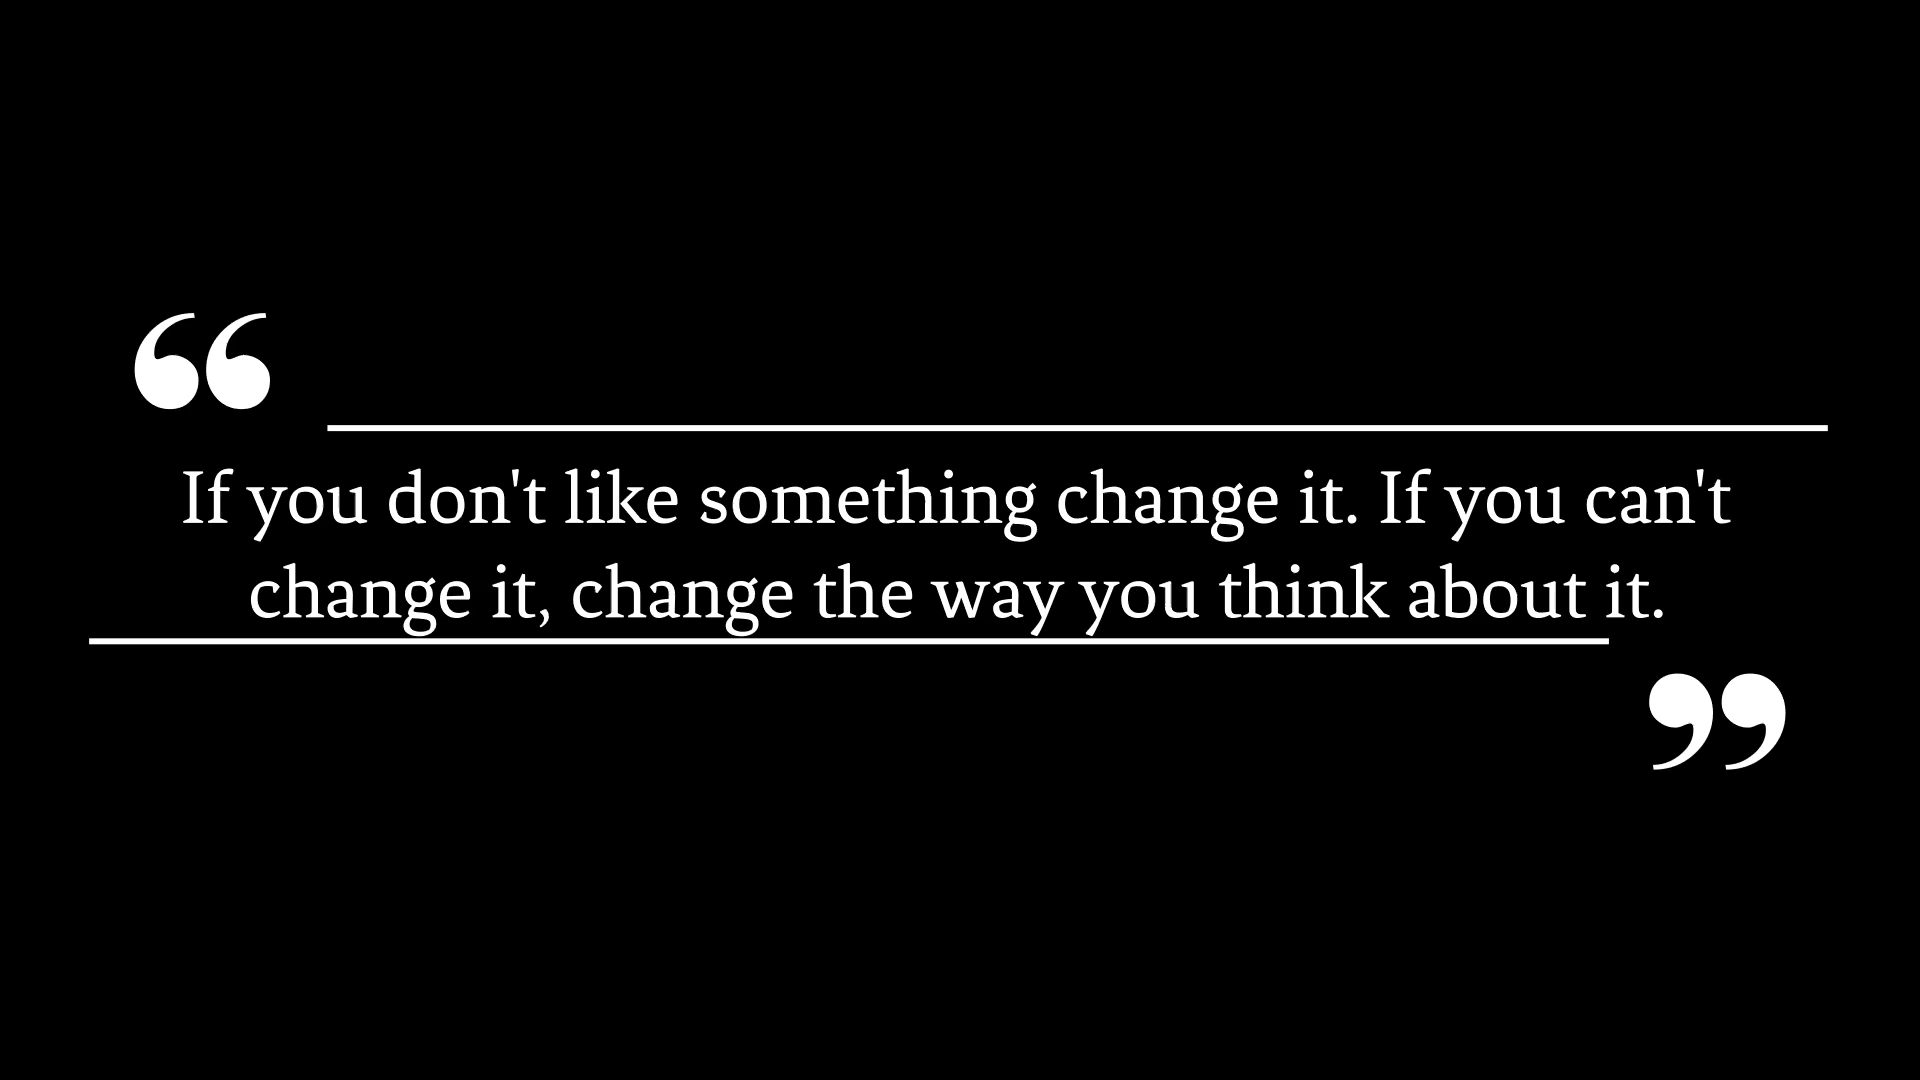 “
If you don't like something change it. If you can't
change it, change the way you think about it.
”